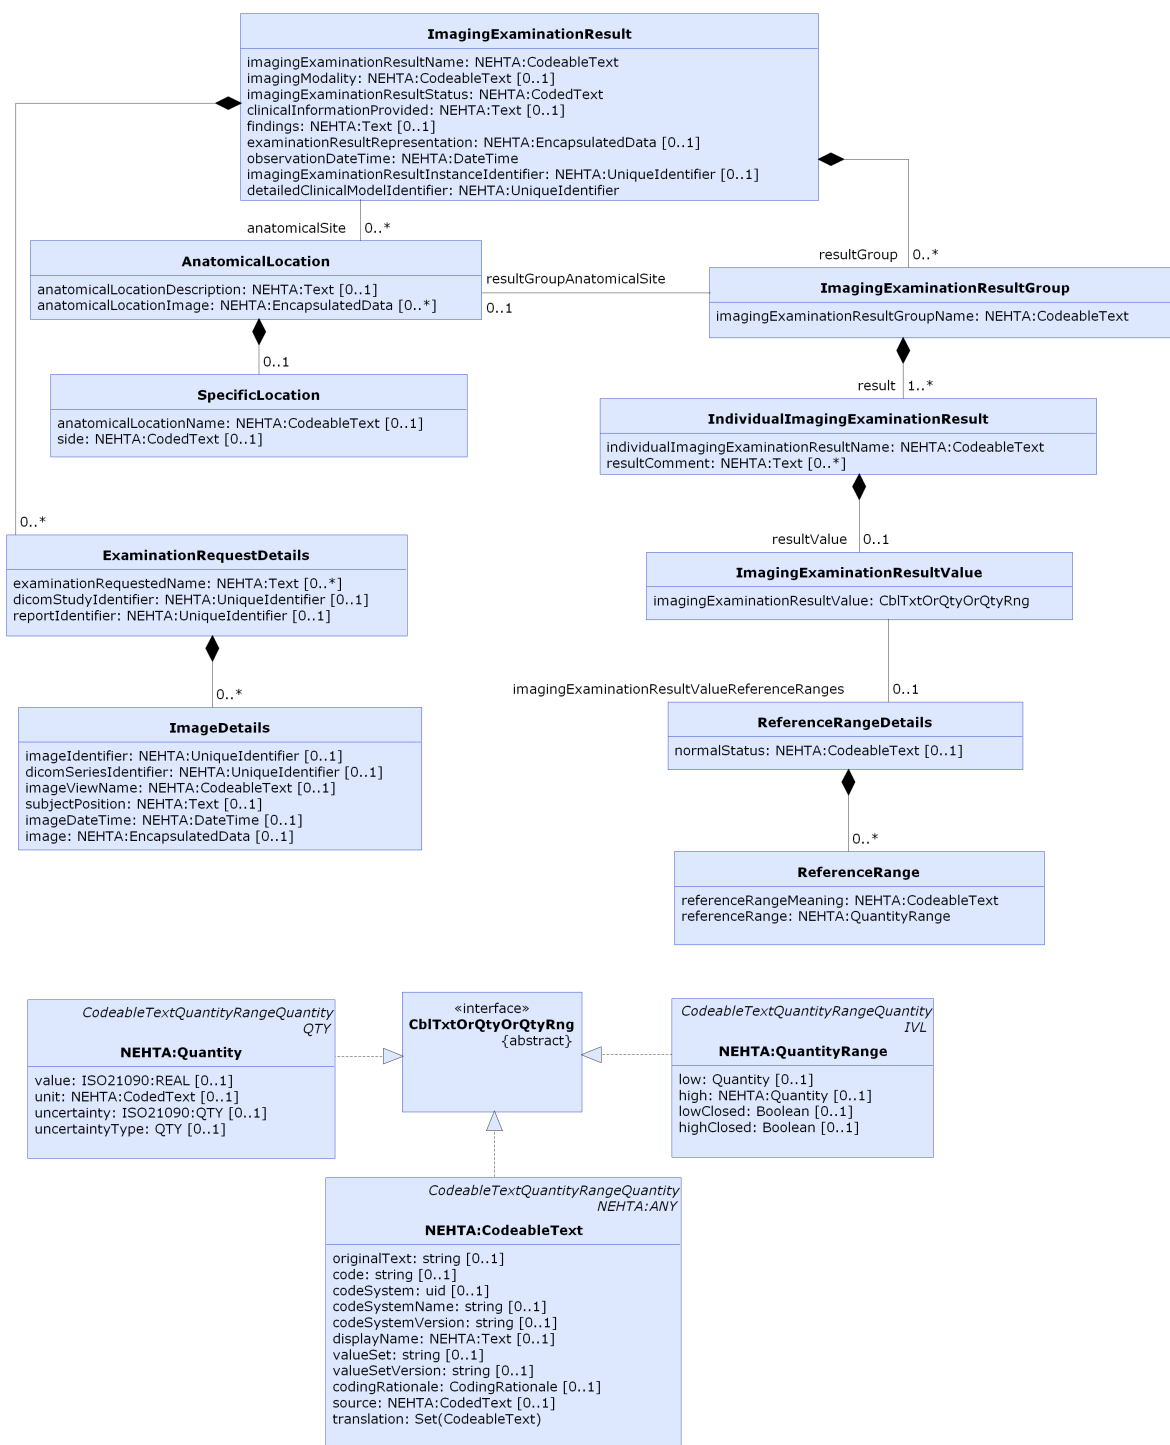 ImagingExaminationResult
imagingExaminationResultName: NEHTA:CodeableText
imagingModality: NEHTA:CodeableText [0..1]
imagingExaminationResultStatus: NEHTA:CodedText
clinicalInformationProvided: NEHTA:Text [0..1]
findings: NEHTA:Text [0..1]
examinationResultRepresentation: NEHTA:EncapsulatedData [0..1]
observationDateTime: NEHTA:DateTime
imagingExaminationResultInstanceIdentifier: NEHTA:UniqueIdentifier [0..1]
detailedClinicalModelIdentifier: NEHTA:UniqueIdentifier
anatomicalSite 0..*
resultGroup 0..*
AnatomicalLocation
anatomicalLocationDescription: NEHTA:Text [0..1]
anatomicalLocationImage: NEHTA:EncapsulatedData [0..*]
resultGroupAnatomicalSite
0..1
ImagingExaminationResultGroup
imagingExaminationResultGroupName: NEHTA:CodeableText
0..1
SpecificLocation
anatomicalLocationName: NEHTA:CodeableText [0..1]
side: NEHTA:CodedText [0..1]
result 1..*
IndividualImagingExaminationResult
individualImagingExaminationResultName: NEHTA:CodeableText
resultComment: NEHTA:Text [0..*]
0..*
ExaminationRequestDetails
examinationRequestedName: NEHTA:Text [0..*]
dicomStudyIdentifier: NEHTA:UniqueIdentifier [0..1]
reportIdentifier: NEHTA:UniqueIdentifier [0..1]
resultValue 0..1
ImagingExaminationResultValue
imagingExaminationResultValue: CblTxtOrQtyOrQtyRng
0..*
ImageDetails
imageIdentifier: NEHTA:UniqueIdentifier [0..1]
dicomSeriesIdentifier: NEHTA:UniqueIdentifier [0..1]
imageViewName: NEHTA:CodeableText [0..1]
subjectPosition: NEHTA:Text [0..1]
imageDateTime: NEHTA:DateTime [0..1]
image: NEHTA:EncapsulatedData [0..1]
imagingExaminationResultValueReferenceRanges 0..1
ReferenceRangeDetails
normalStatus: NEHTA:CodeableText [0..1]
0..*
ReferenceRange
referenceRangeMeaning: NEHTA:CodeableText
referenceRange: NEHTA:QuantityRange
CodeableTextQuantityRangeQuantity
QTY
NEHTA:Quantity
value: ISO21090:REAL [0..1]
unit: NEHTA:CodedText [0..1]
uncertainty: ISO21090:QTY [0..1]
uncertaintyType: QTY [0..1]
«interface»
CblTxtOrQtyOrQtyRng
{abstract}
CodeableTextQuantityRangeQuantity
IVL
NEHTA:QuantityRange
low: Quantity [0..1]
high: NEHTA:Quantity [0..1]
lowClosed: Boolean [0..1]
highClosed: Boolean [0..1]
CodeableTextQuantityRangeQuantity
NEHTA:ANY
NEHTA:CodeableText
originalText: string [0..1]
code: string [0..1]
codeSystem: uid [0..1]
codeSystemName: string [0..1]
codeSystemVersion: string [0..1]
displayName: NEHTA:Text [0..1]
valueSet: string [0..1]
valueSetVersion: string [0..1]
codingRationale: CodingRationale [0..1]
source: NEHTA:CodedText [0..1]
translation: Set(CodeableText)